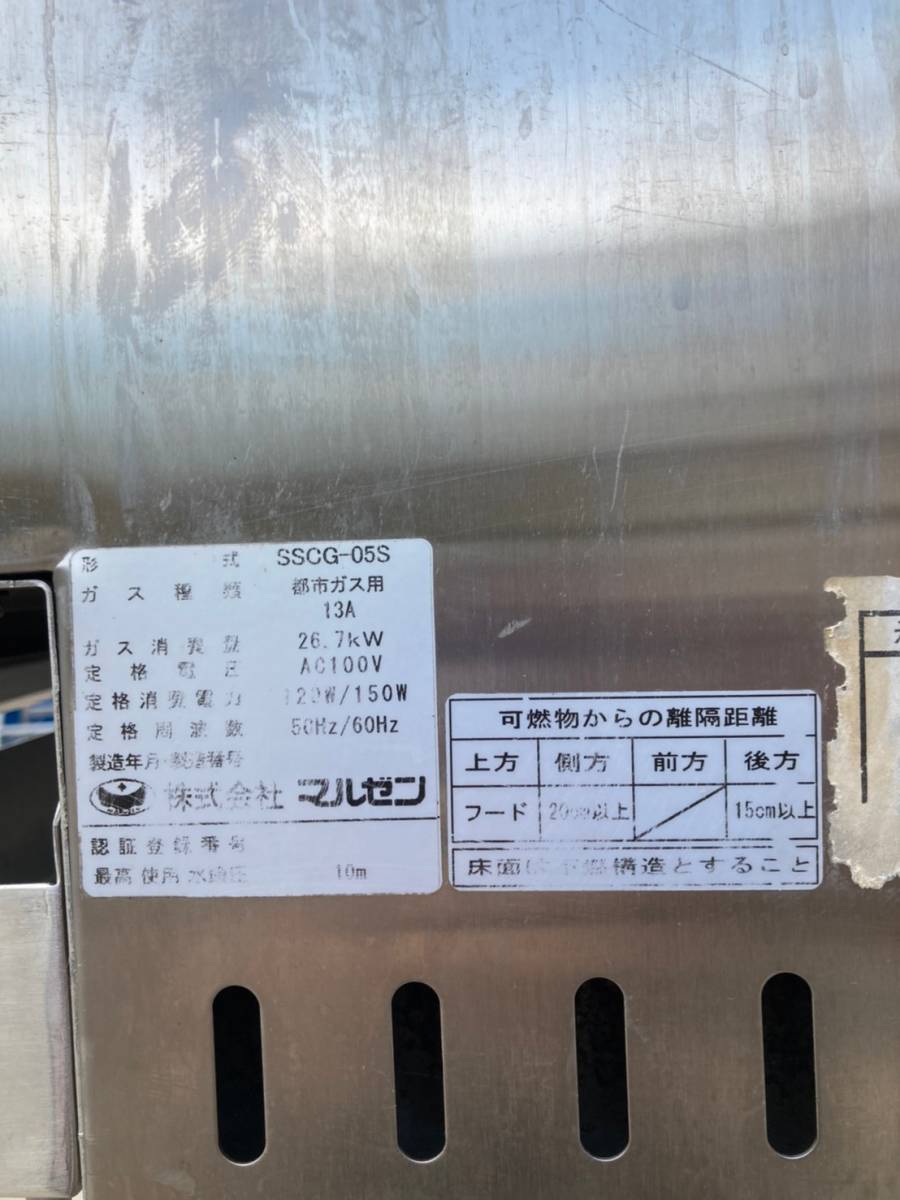 形式 SSCG-05S
ガス種類 都市ガス用
13A
ガス消費量 26.7kW
定格電圧 AC100V
定格消費電力 120W/150W
定格周波数 50Hz/60Hz
製造年月・製造番号
株式会社 マルゼン
認証登録番号
最高使用水頭圧 10m
可燃物からの離隔距離
上方 側方 前方 後方
フード 20cm以上 15cm以上
床面は不燃構造とすること